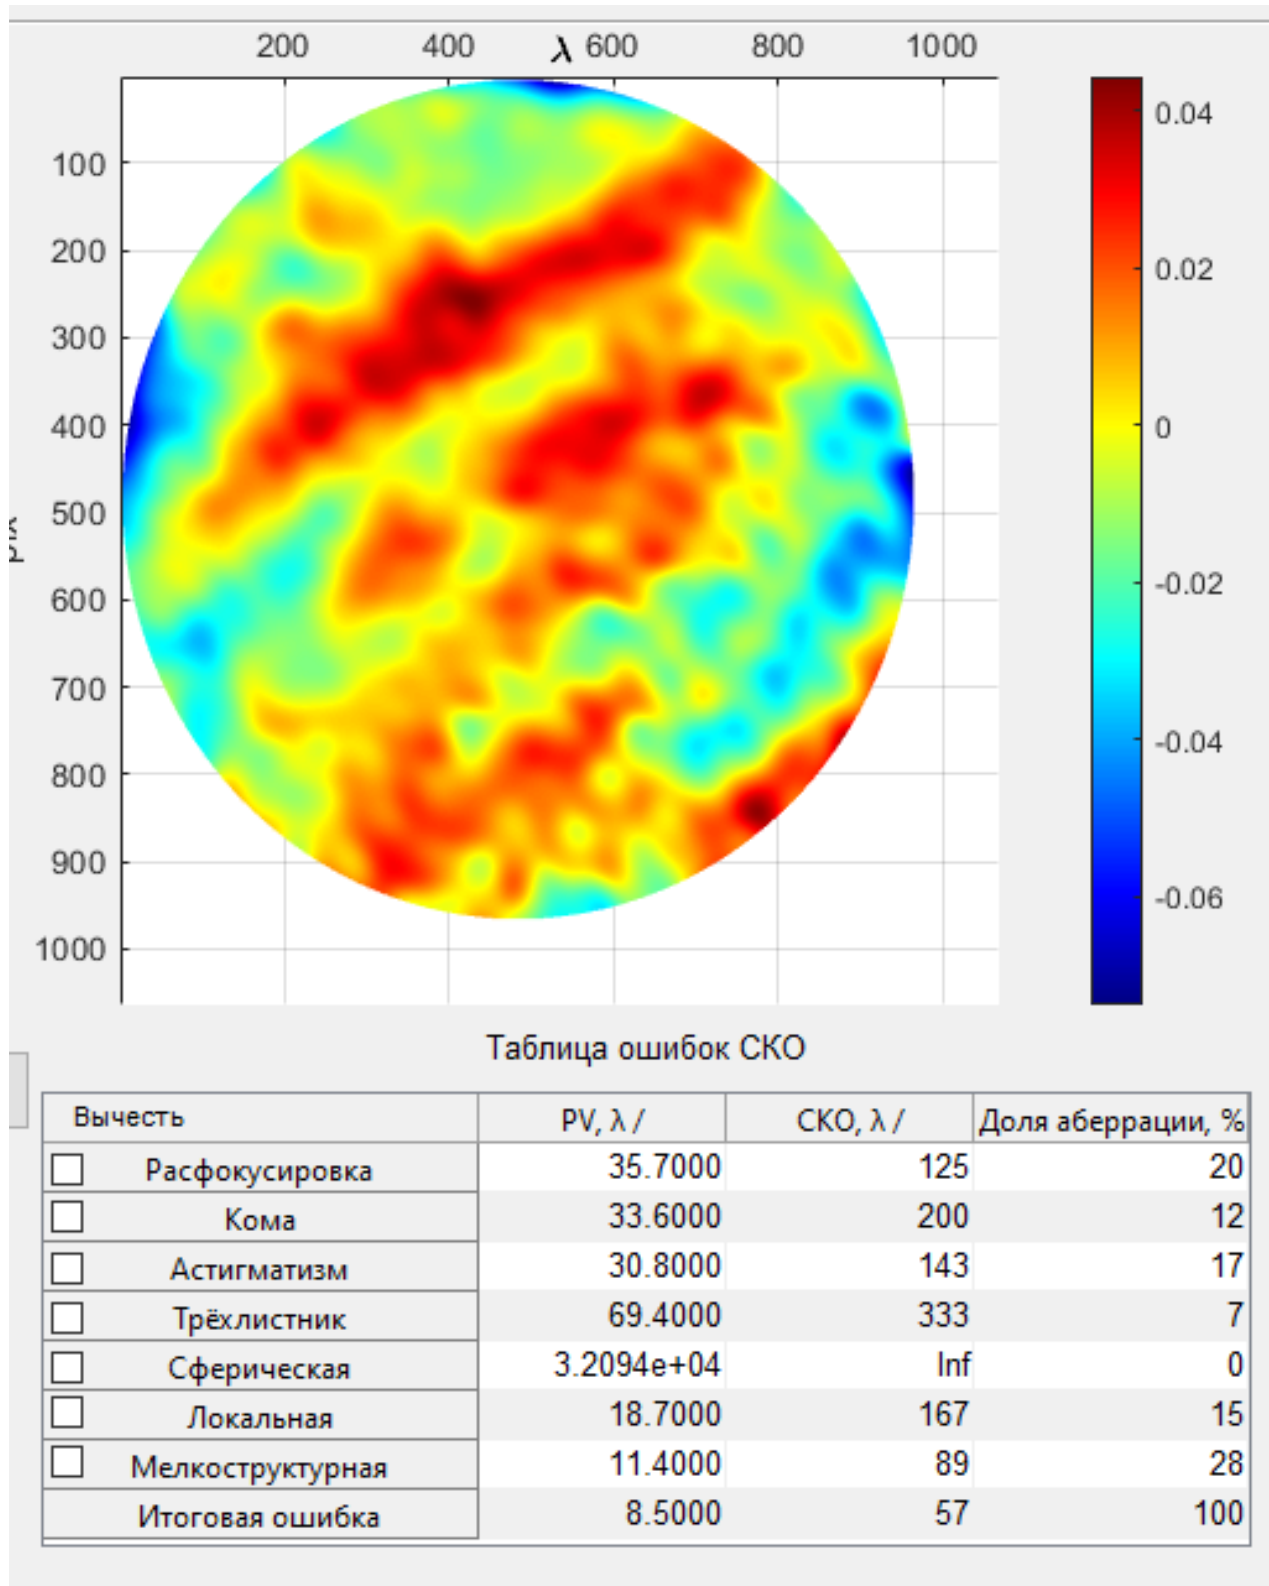 200 400 λ 600 800 1000
100
200
300
400
500
600
700
800
900
1000
0.04
0.02
0
-0.02
-0.04
-0.06
Таблица ошибок СКО
Вычесть PV, λ / СКО, λ / Доля аберрации, %
Расфокусировка 35.7000 125 20
Кома 33.6000 200 12
Астигматизм 30.8000 143 17
Трёхлистник 69.4000 333 7
Сферическая 3.2094e+04 Inf 0
Локальная 18.7000 167 15
Мелкоструктурная 11.4000 89 28
Итоговая ошибка 8.5000 57 100